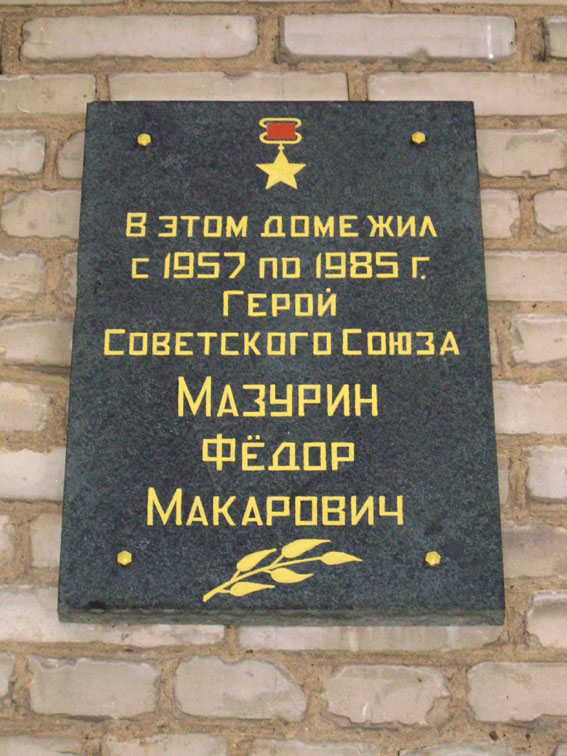 В этом доме жил
с 1957 по 1985 г.
Герой
Советского Союза
Мазурин
Фёдор
Макарович